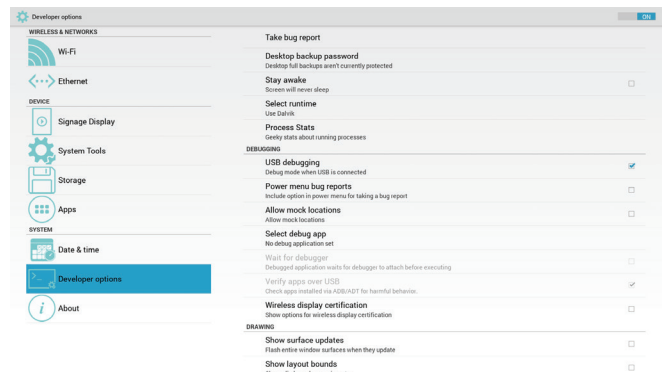 Developer options
ON
WIRELESS & NETWORKS
Wi-Fi
Ethernet
DEVICE
Signage Display
System Tools
Storage
Apps
SYSTEM
Date & time
Developer options
About
Take bug report
Desktop backup password
Desktop full backups aren't currently protected
Stay awake
Screen will never sleep
Select runtime
Use Dalvik
Process Stats
Geeky stats about running processes
DEBUGGING
USB debugging
Debug mode when USB is connected
Power menu bug reports
Include option in power menu for taking a bug report
Allow mock locations
Allow mock locations
Select debug app
No debug application set
Wait for debugger
Debugged application waits for debugger to attach before executing
Verify apps over USB
Check apps installed via ADB/ADT for harmful behavior.
Wireless display certification
Show options for wireless display certification
DRAWING
Show surface updates
Flash entire window surfaces when they update
Show layout bounds